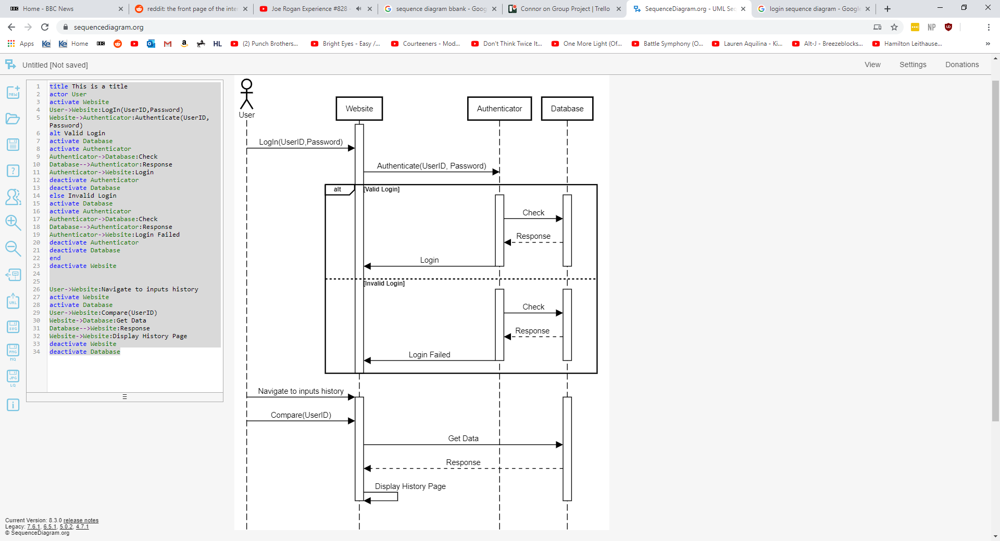 Home - BBC News
reddit: the front page of the inter
Joe Rogan Experience #828 -
sequence diagram bbank - Goog
Connor on Group Project | Trello
SequenceDiagram.org - UML Sec
login sequence diagram - Google
sequencediagram.org
NP
Apps
Home
BBC
HL
(2) Punch Brothers...
Bright Eyes - Easy /...
Courteeners - Mod...
Don't Think Twice It...
One More Light (Of...
Battle Symphony (O...
Lauren Aquilina - Ki...
Alt-J - Breezeblocks...
Hamilton Leithause...
Untitled [Not saved]
View
Settings
Donations
NEW
URL
SVG
PNG
HQ
JPG
LQ
1 title This is a title
2 actor User
3 activate Website
4 User->Website:LogIn(UserID,Password)
5 Website->Authenticator:Authenticate(UserID,
Password)
6 alt Valid Login
7 activate Database
8 activate Authenticator
9 Authenticator->Database:Check
10 Database-->Authenticator:Response
11 Authenticator->Website:Login
12 deactivate Authenticator
13 deactivate Database
14 else Invalid Login
15 activate Database
16 activate Authenticator
17 Authenticator->Database:Check
18 Database-->Authenticator:Response
19 Authenticator->Website:Login Failed
20 deactivate Authenticator
21 deactivate Database
22 end
23 deactivate Website
24
25
26 User->Website:Navigate to inputs history
27 activate Website
28 activate Database
29 User->Website:Compare(UserID)
30 Website->Database:Get Data
31 Database-->Website:Response
32 Website->Website:Display History Page
33 deactivate Website
34 deactivate Database
User
Website
Authenticator
Database
LogIn(UserID,Password)
Authenticate(UserID, Password)
alt
[Valid Login]
Check
Response
Login
[Invalid Login]
Check
Response
Login Failed
Navigate to inputs history
Compare(UserID)
Get Data
Response
Display History Page
Current Version: 8.3.0 release notes
Legacy: 7.6.1, 6.5.1, 5.0.2, 4.7.1
© SequenceDiagram.org